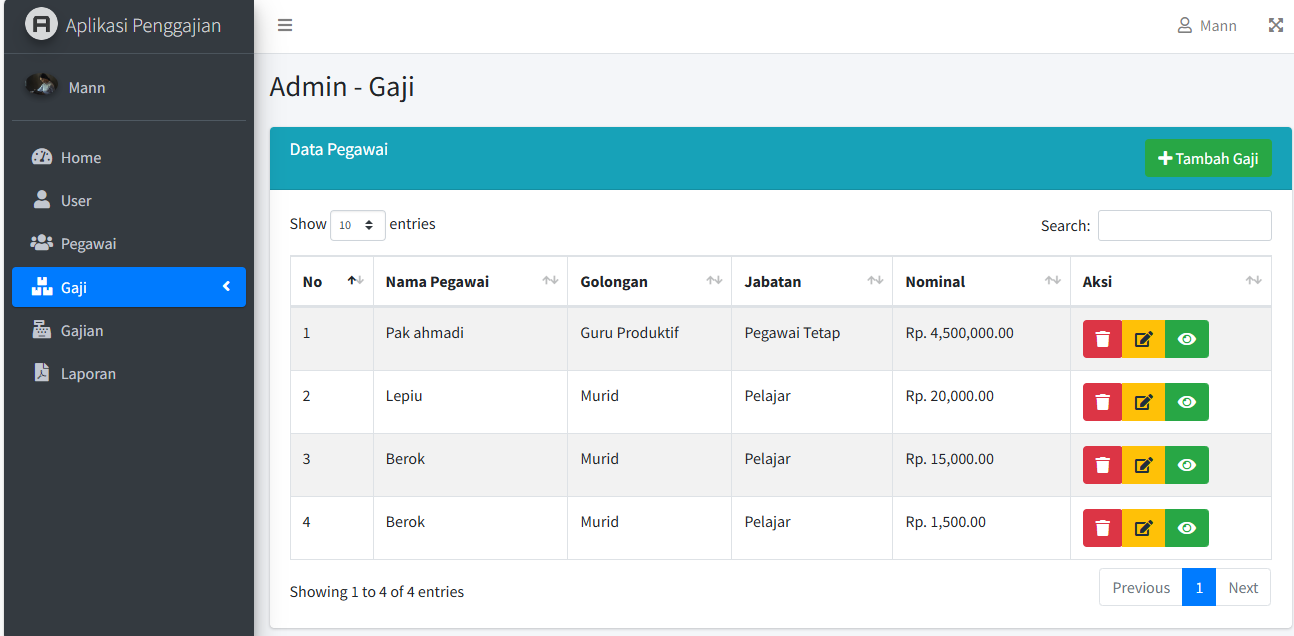 Aplikasi Penggajian
Mann
Mann
Home
User
Pegawai
Gaji
Gajian
Laporan
Admin - Gaji
Data Pegawai
Tambah Gaji
Show 10 entries
Search:
No Nama Pegawai Golongan Jabatan Nominal Aksi
1 Pak ahmadi Guru Produktif Pegawai Tetap Rp. 4,500,000.00
2 Lepiu Murid Pelajar Rp. 20,000.00
3 Berok Murid Pelajar Rp. 15,000.00
4 Berok Murid Pelajar Rp. 1,500.00
Showing 1 to 4 of 4 entries
Previous 1 Next